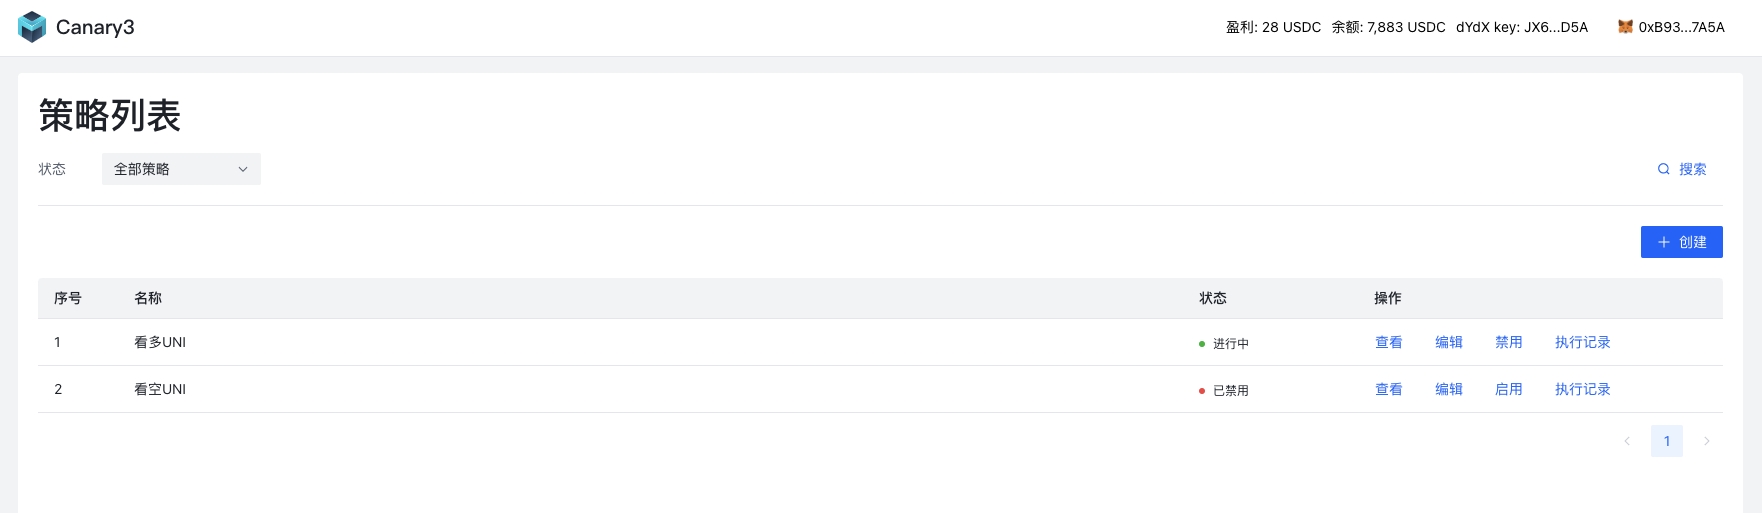 Canary3 盈利: 28 USDC 余额: 7,883 USDC dYdX key: JX6...D5A 0xB93...7A5A
策略列表
状态 全部策略 搜索
创建
序号 名称 状态 操作
1 看多UNI 进行中 查看 编辑 禁用 执行记录
2 看空UNI 已禁用 查看 编辑 启用 执行记录
1